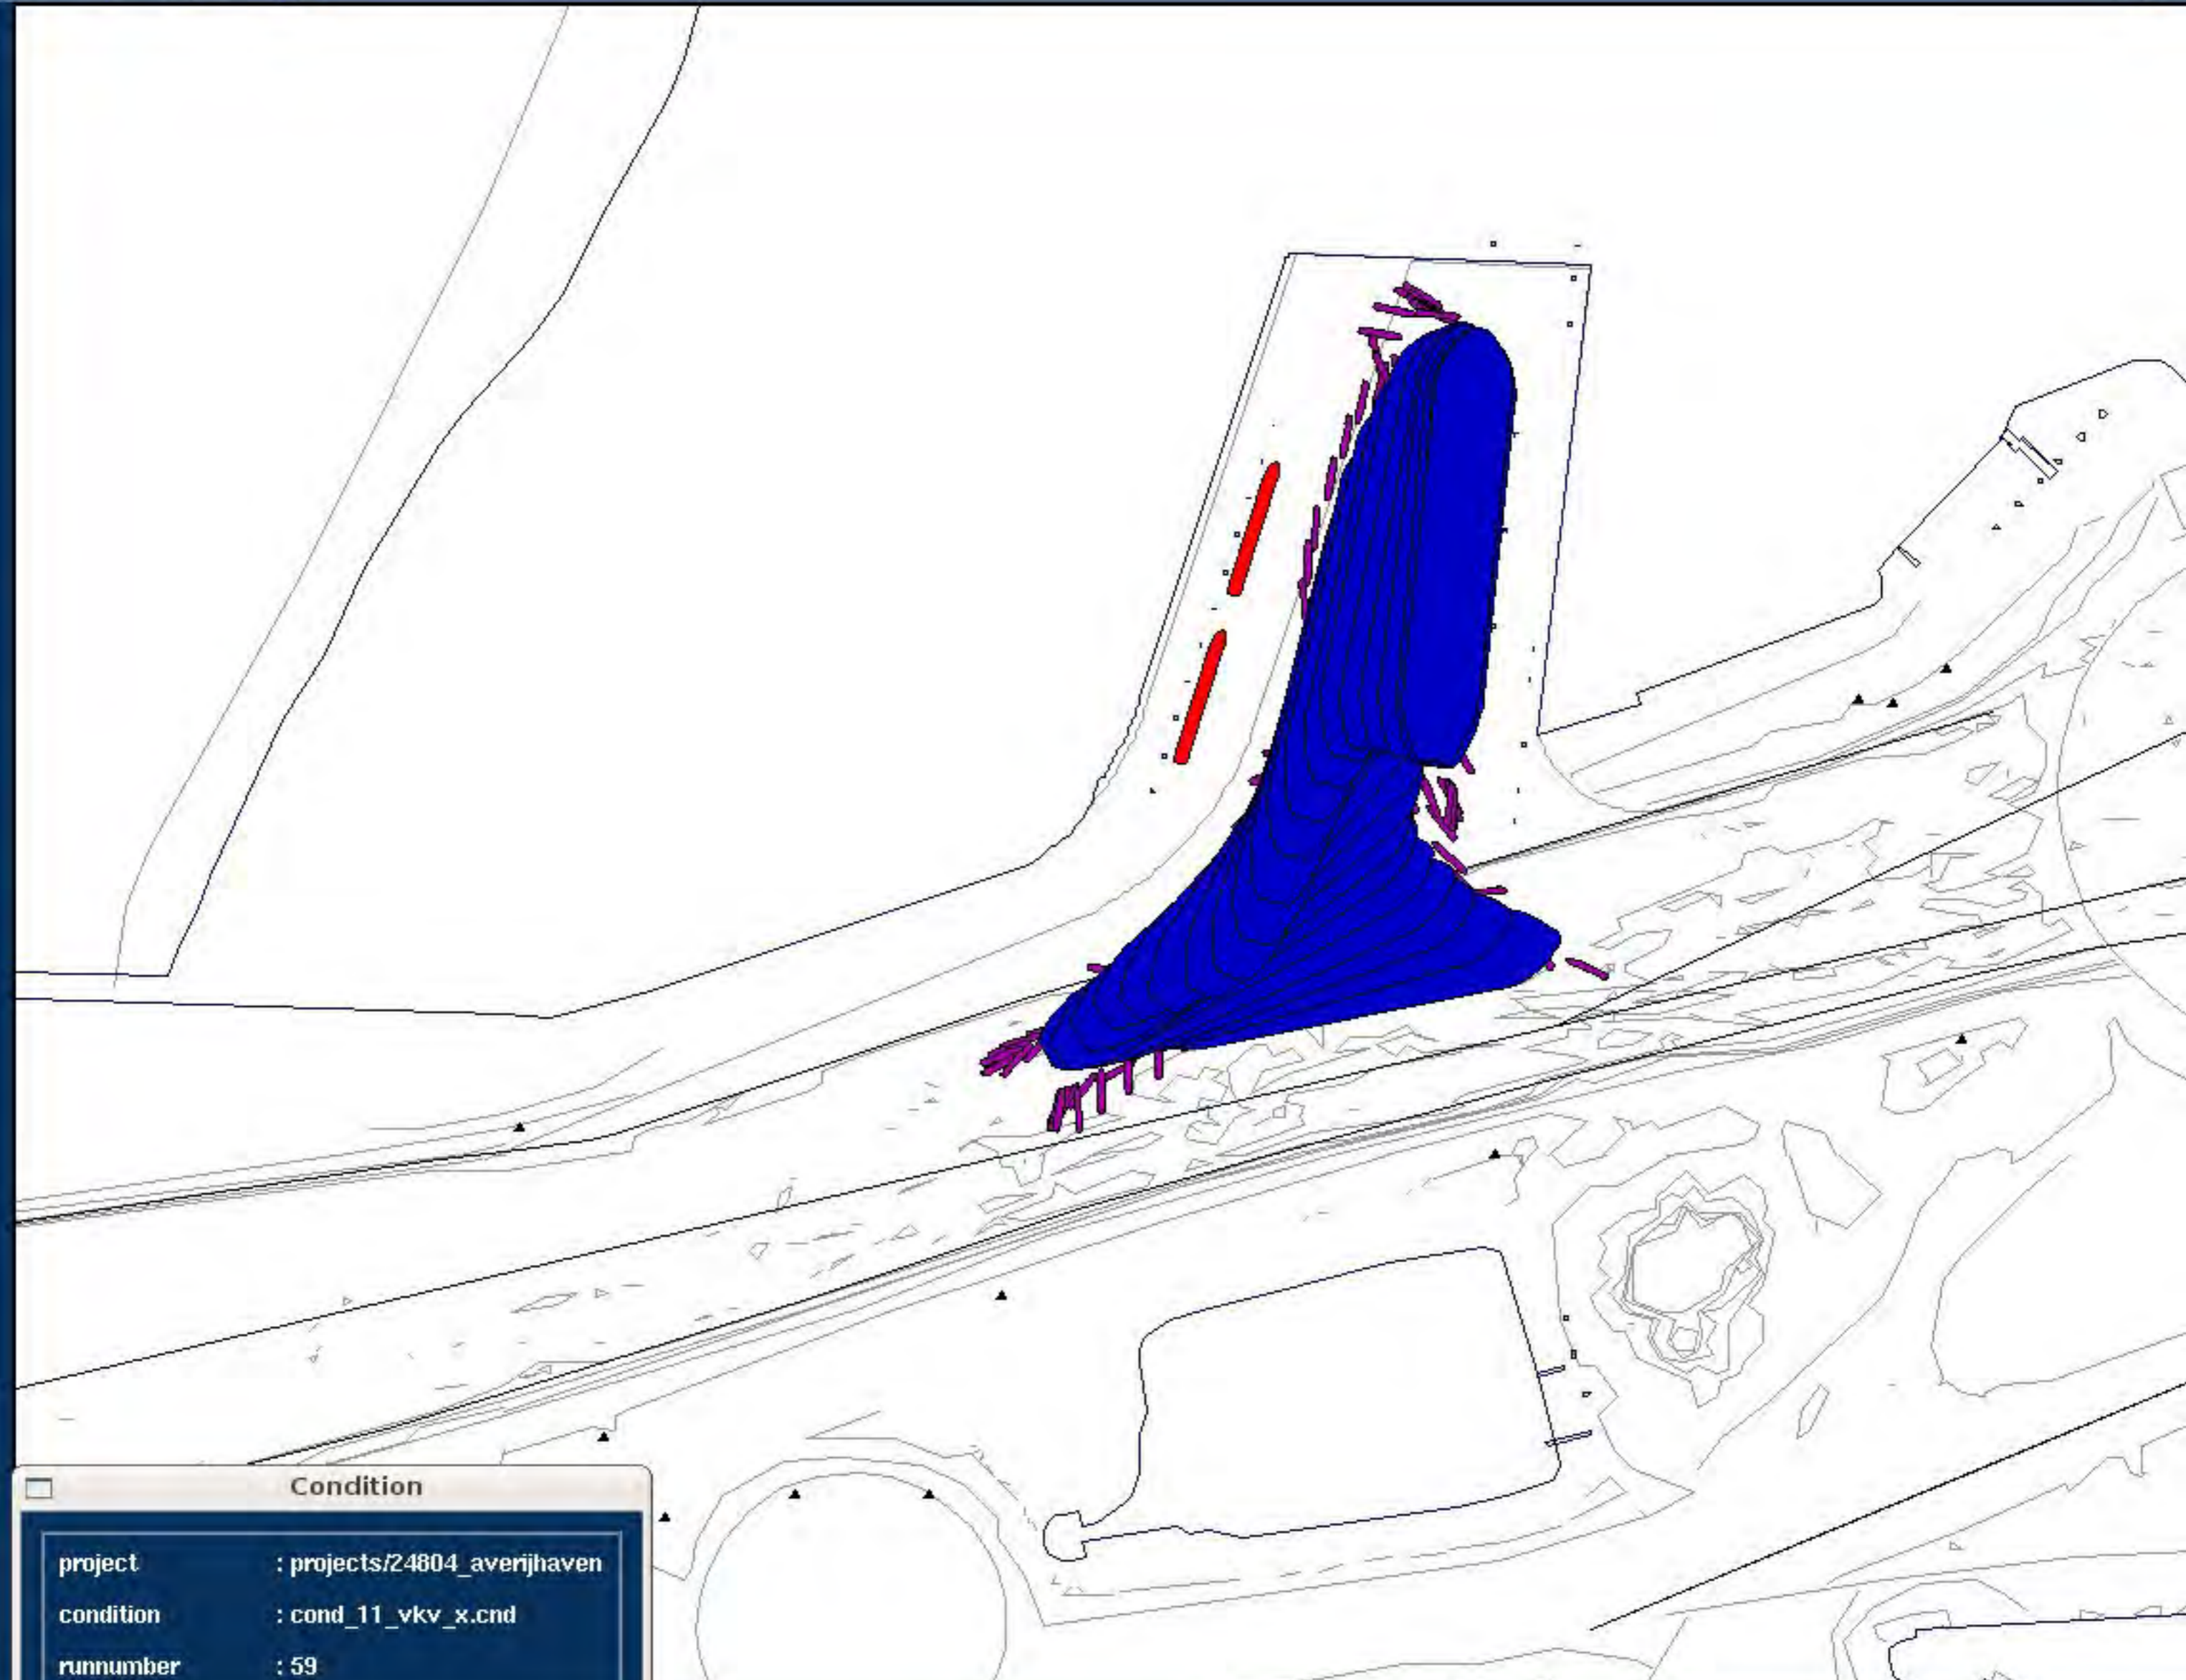 Condition
project : projects/24804_averijhaven
condition : cond_11_vkv_x.cnd
runnumber : 59